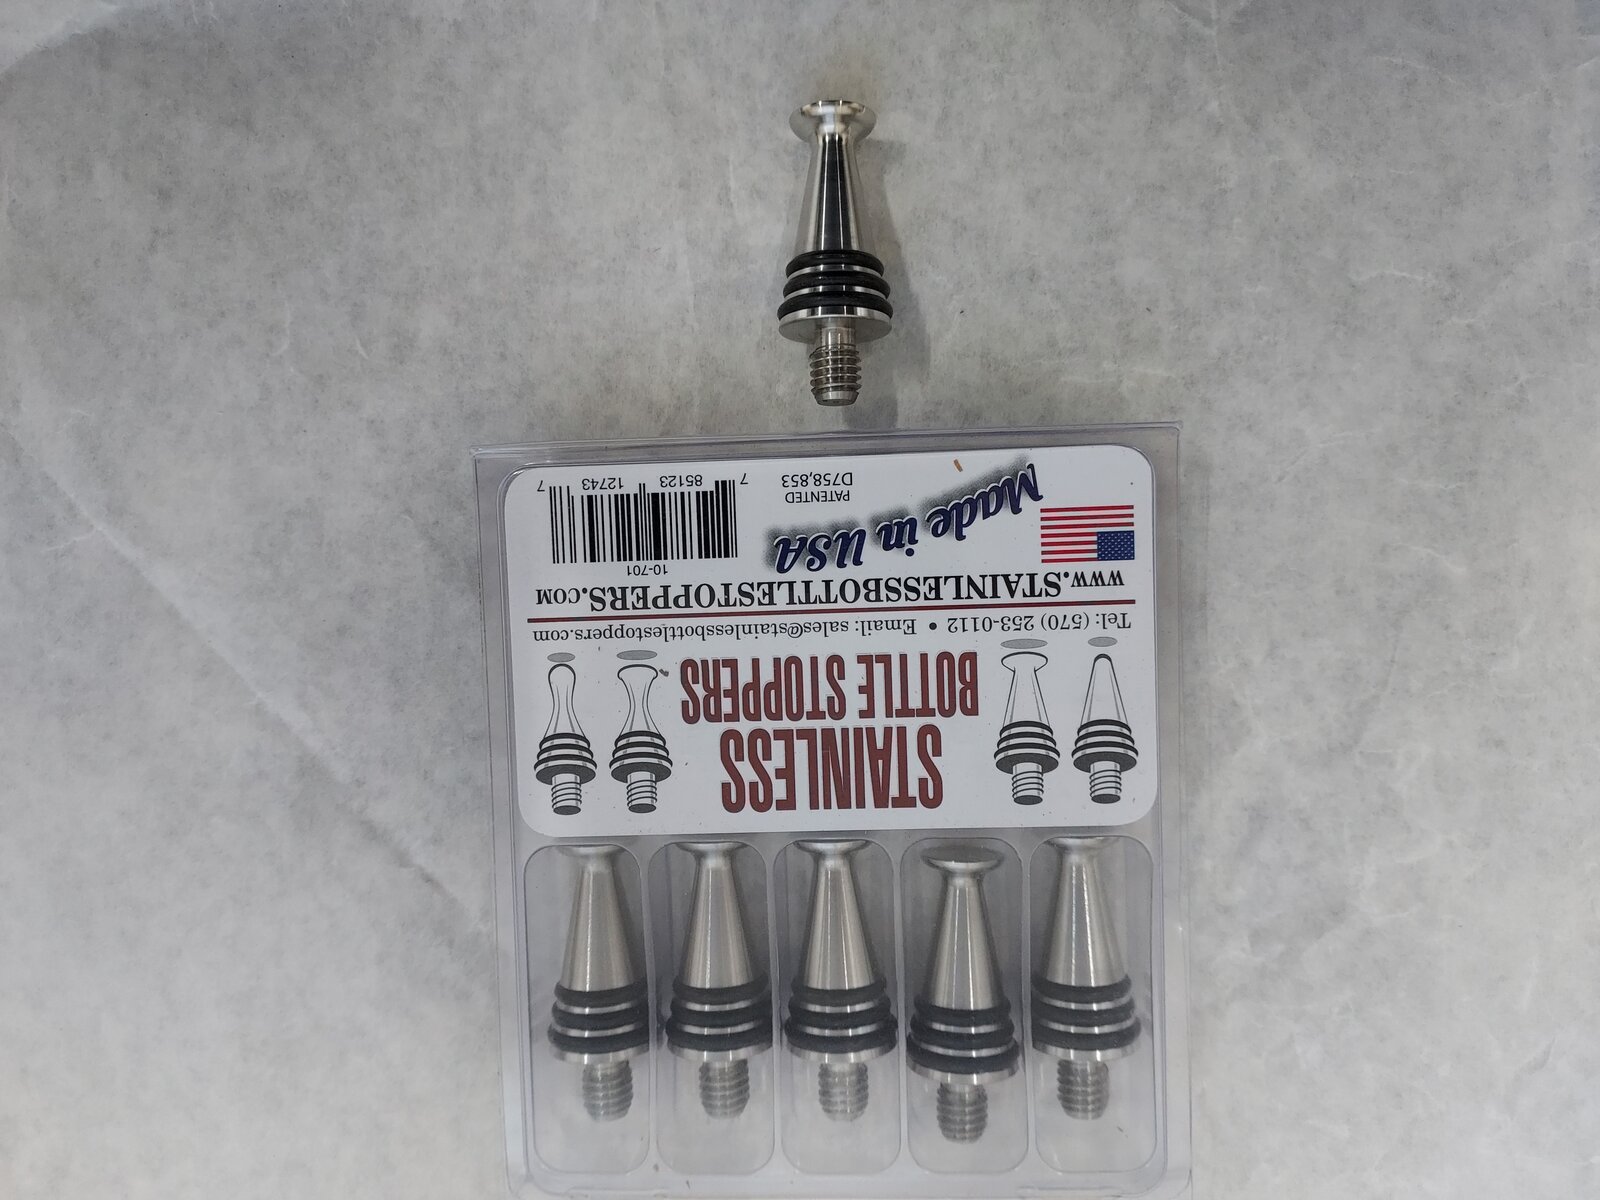 STAINLESS
BOTTLE STOPPERS
Tel: (570) 253-0112 • Email: sales@stainlessbottlestoppers.com
www.STAINLESSBOTTLESTOPPERS.COM
Made in USA
PATENTED
D758,853
10-701
7 85123 12743 7